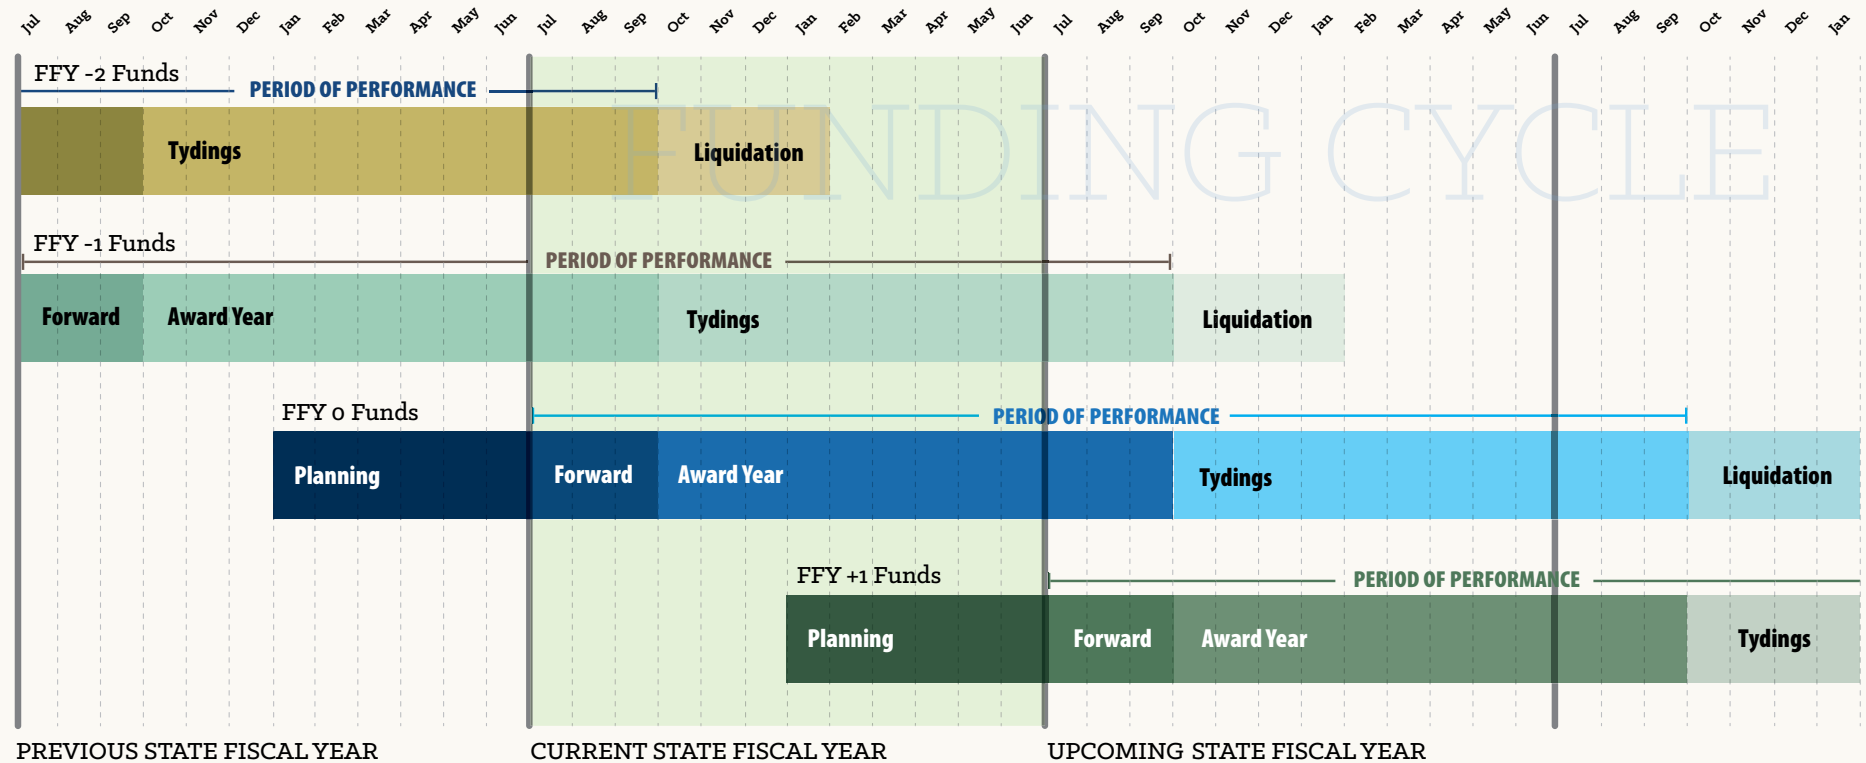 Jul Aug Sep Oct Nov Dec Jan Feb Mar Apr May Jun Jul Aug Sep Oct Nov Dec Jan Feb Mar Apr May Jun Jul Aug Sep Oct Nov Dec Jan Feb Mar Apr May Jun Jul Aug Sep Oct Nov Dec Jan
FFY -2 Funds
PERIOD OF PERFORMANCE
FUNDING CYCLE
Tydings
Liquidation
FFY -1 Funds
PERIOD OF PERFORMANCE
Forward
Award Year
Tydings
Liquidation
FFY 0 Funds
PERIOD OF PERFORMANCE
Planning
Forward
Award Year
Tydings
Liquidation
FFY +1 Funds
PERIOD OF PERFORMANCE
Planning
Forward
Award Year
Tydings
PREVIOUS STATE FISCAL YEAR
CURRENT STATE FISCAL YEAR
UPCOMING STATE FISCAL YEAR